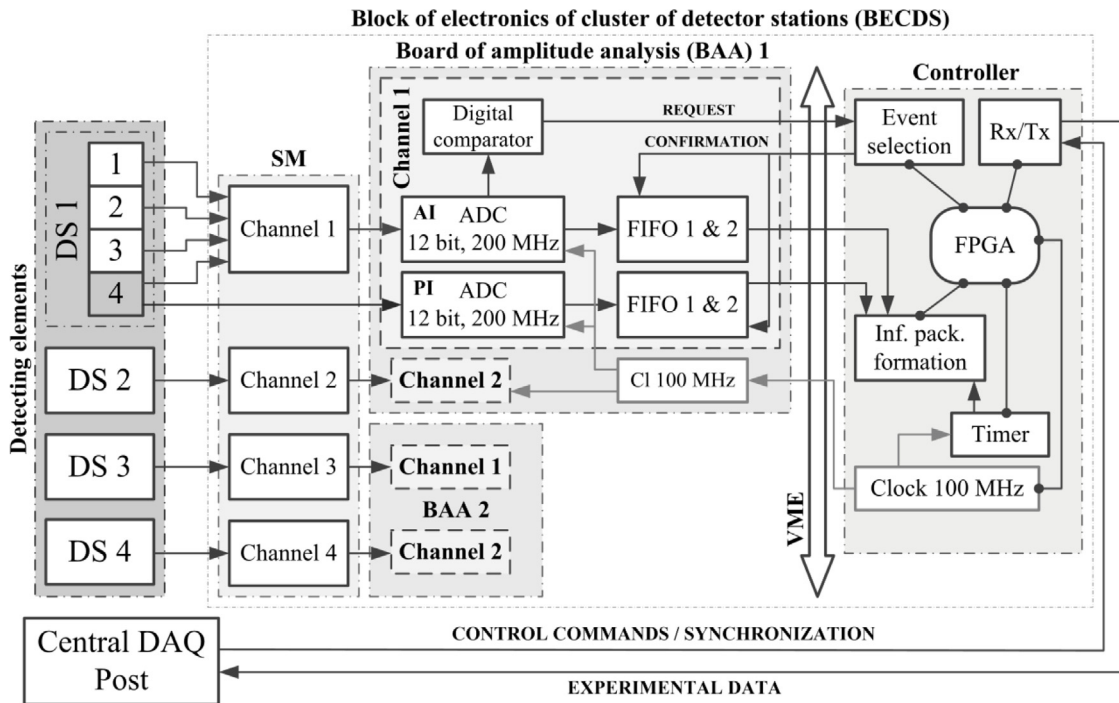 Block of electronics of cluster of detector stations (BECDS)
Board of amplitude analysis (BAA) 1
Controller
Detecting elements
DS 1
1
2
3
4
SM
Channel 1
Channel 1
Digital
comparator
REQUEST
CONFIRMATION
Event
selection
Rx/Tx
AI ADC
12 bit, 200 MHz
FIFO 1 & 2
FPGA
PI ADC
12 bit, 200 MHz
FIFO 1 & 2
Inf. pack.
formation
DS 2
Channel 2
Channel 2
Cl 100 MHz
Timer
DS 3
Channel 3
Channel 1
Clock 100 MHz
BAA 2
VME
DS 4
Channel 4
Channel 2
Central DAQ
Post
CONTROL COMMANDS / SYNCHRONIZATION
EXPERIMENTAL DATA